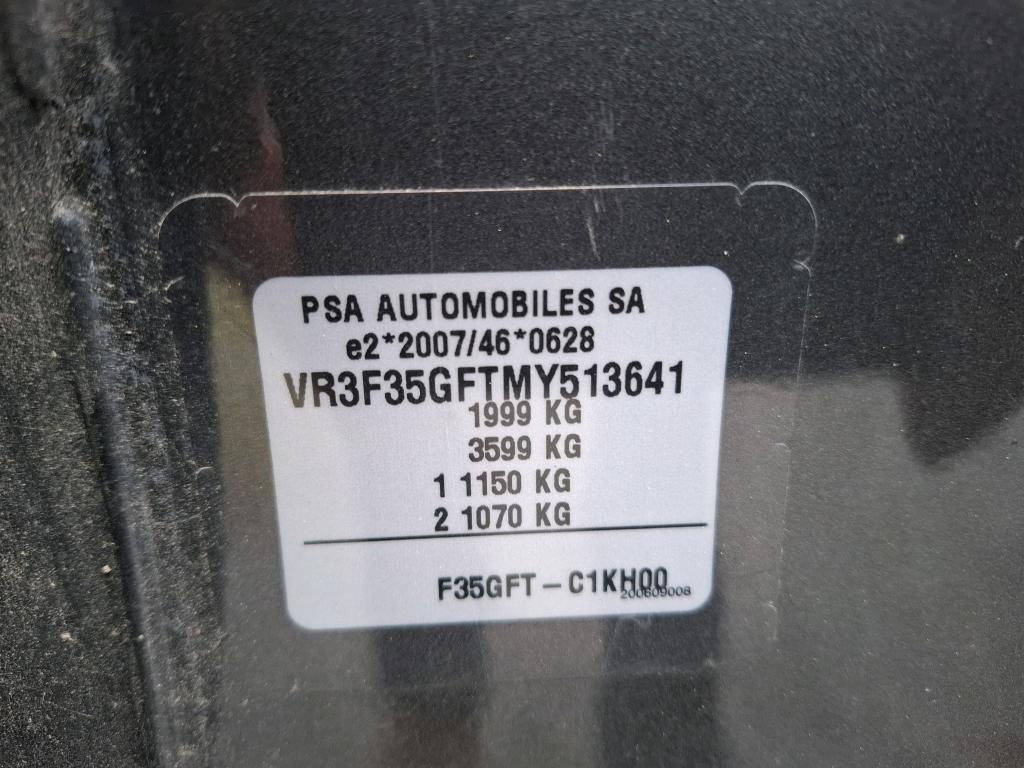 PSA AUTOMOBILES SA
e2*2007/46*0628
VR3F35GFTMY513641
1999 KG
3599 KG
1 1150 KG
2 1070 KG
F35GFT – C1KH00
200609008